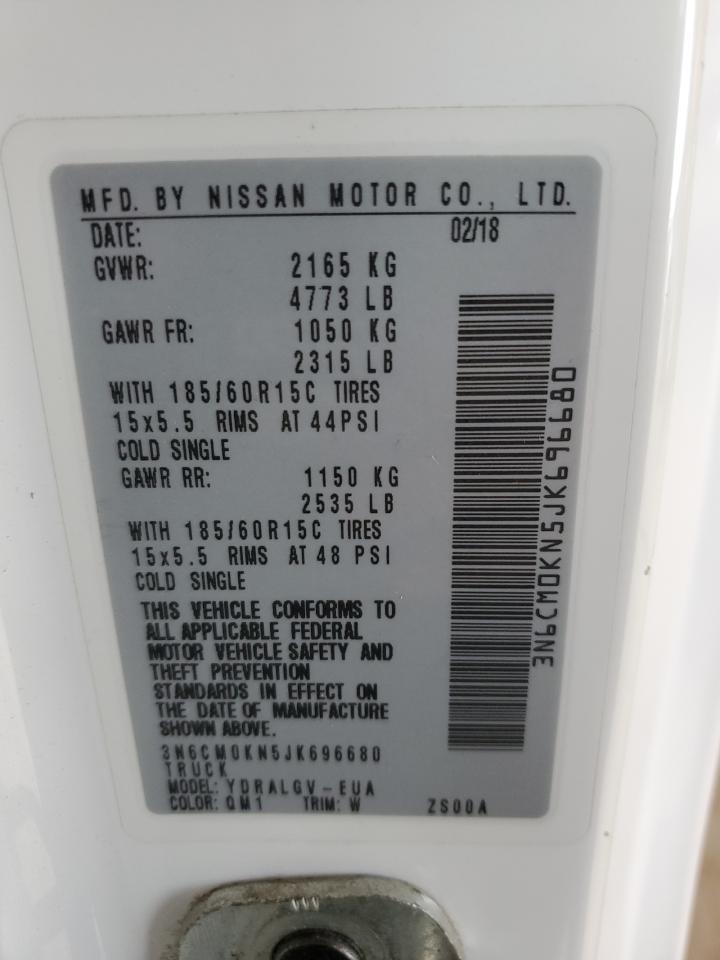 MFD. BY NISSAN MOTOR CO., LTD.
DATE: 02/18
GVWR: 2165 KG
4773 LB
GAWR FR: 1050 KG
2315 LB
WITH 185/60R15C TIRES
15x5.5 RIMS AT 44PSI
COLD SINGLE
GAWR RR: 1150 KG
2535 LB
WITH 185/60R15C TIRES
15x5.5 RIMS AT 48 PSI
COLD SINGLE
THIS VEHICLE CONFORMS TO
ALL APPLICABLE FEDERAL
MOTOR VEHICLE SAFETY AND
THEFT PREVENTION
STANDARDS IN EFFECT ON
THE DATE OF MANUFACTURE
SHOWN ABOVE.
3N6CM0KN5JK696680
TRUCK
MODEL: YDRALGV-EUA
COLOR: QM1 TRIM: W ZS00A
3N6CM0KN5JK696680